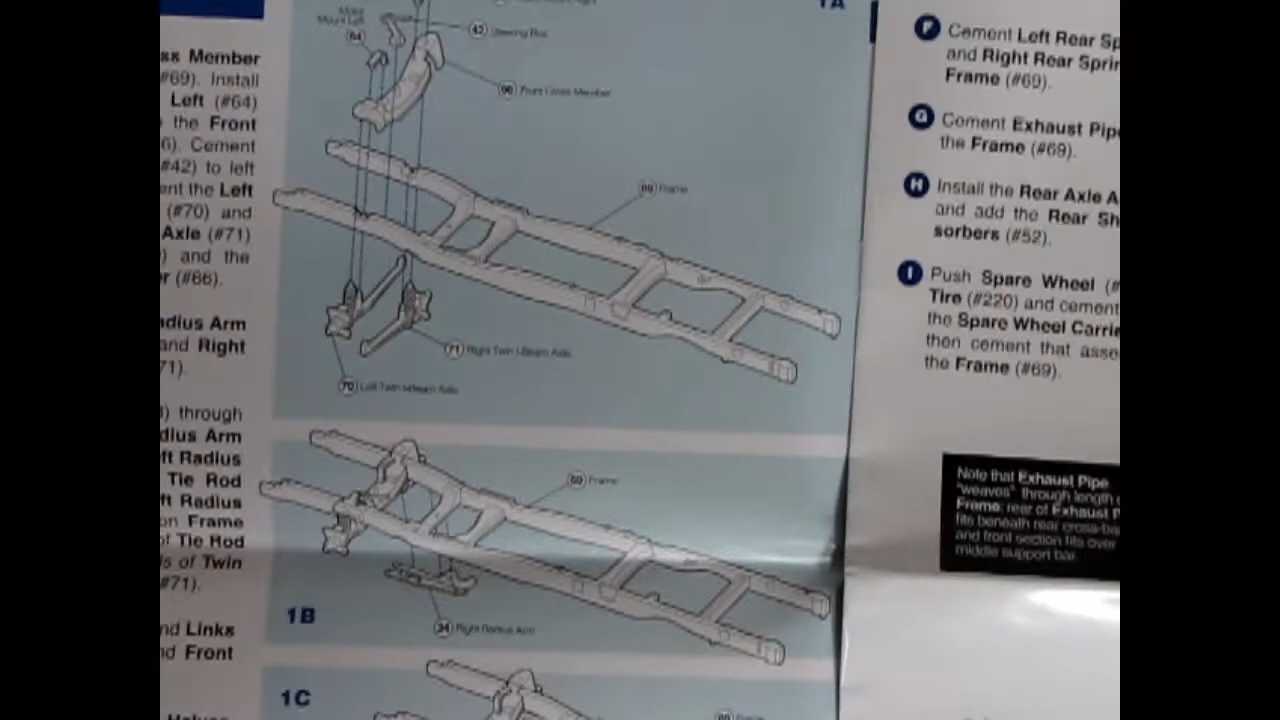 ss Member
#69). Install
Left (#64)
the Front
6). Cement
#42) to left
ent the Left
(#70) and
Axle (#71)
) and the
r (#66).
adius Arm
and Right
71).
) through
dius Arm
ft Radius
Tie Rod
ft Radius
on Frame
of Tie Rod
s of Twin
#71).
nd Links
nd Front
1A
Mount Left
64
42 Steering Box
66 Front Cross Member
69 Frame
71 Right Twin I-Beam Axle
70 Left Twin I-Beam Axle
69 Frame
1B
34 Right Radius Arm
1C
69 Frame
F Cement Left Rear Sp
and Right Rear Sprin
Frame (#69).
G Cement Exhaust Pipe
the Frame (#69).
H Install the Rear Axle A
and add the Rear Sh
sorbers (#52).
I Push Spare Wheel (#
Tire (#220) and cement
the Spare Wheel Carrie
then cement that asse
the Frame (#69).
Note that Exhaust Pipe
"weaves" through length
Frame; rear of Exhaust P
fits beneath rear cross-ba
and front section fits over
middle support bar.